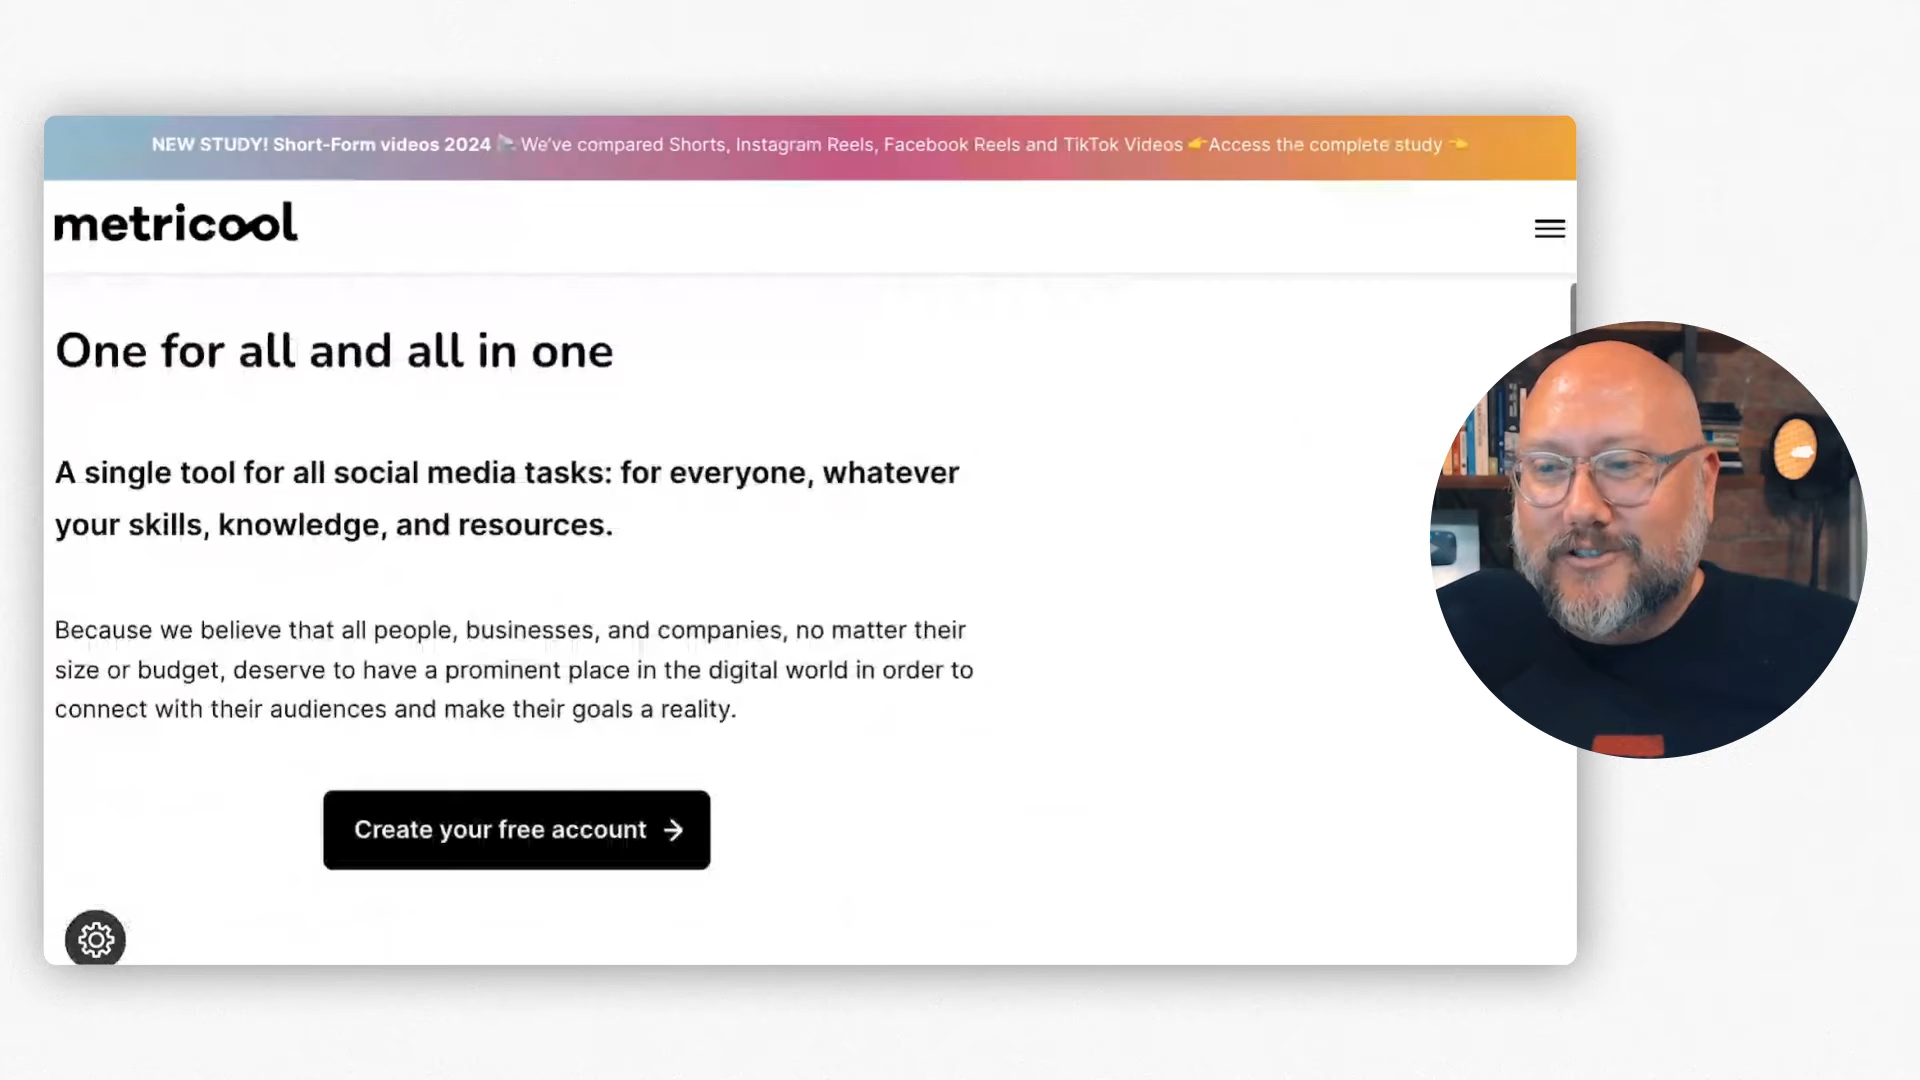 NEW STUDY! Short-Form videos 2024 We've compared Shorts, Instagram Reels, Facebook Reels and TikTok Videos 👉Access the complete study 👈
metricool
One for all and all in one
A single tool for all social media tasks: for everyone, whatever
your skills, knowledge, and resources.
Because we believe that all people, businesses, and companies, no matter their
size or budget, deserve to have a prominent place in the digital world in order to
connect with their audiences and make their goals a reality.
Create your free account →